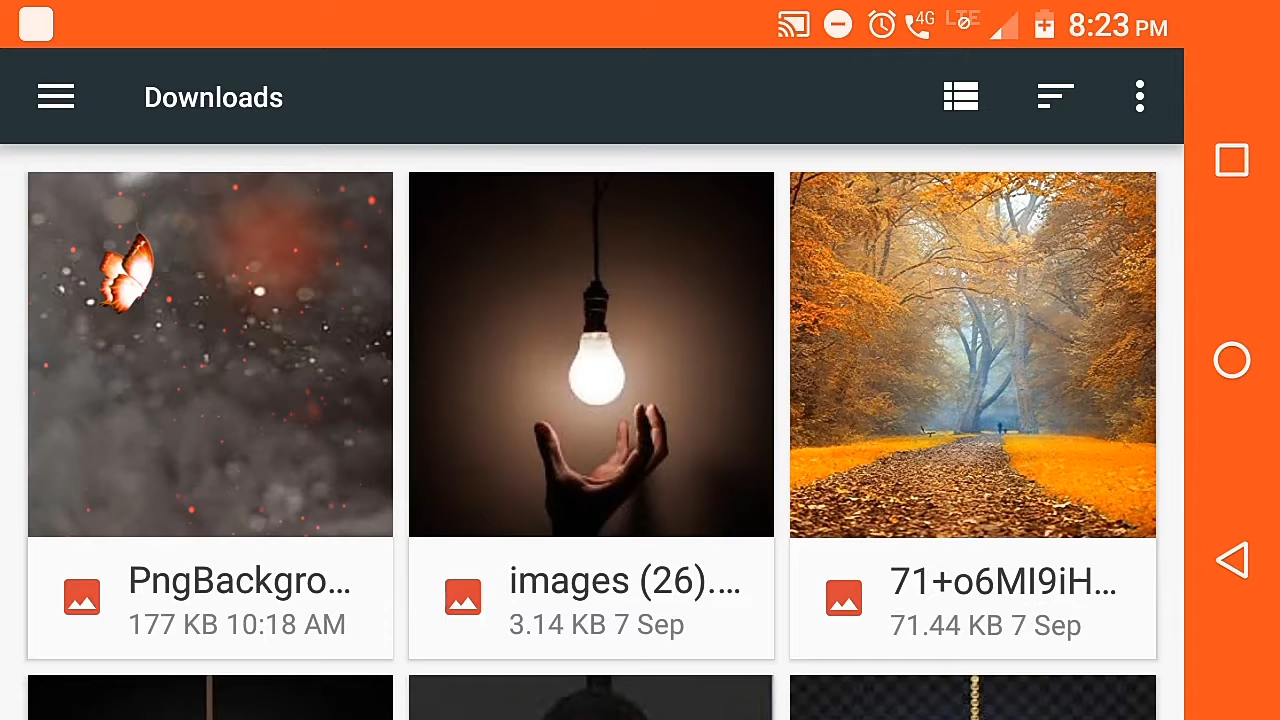 4G
LTE
8:23 PM
Downloads
PngBackgro...
177 KB 10:18 AM
images (26)....
3.14 KB 7 Sep
71+o6MI9iH...
71.44 KB 7 Sep